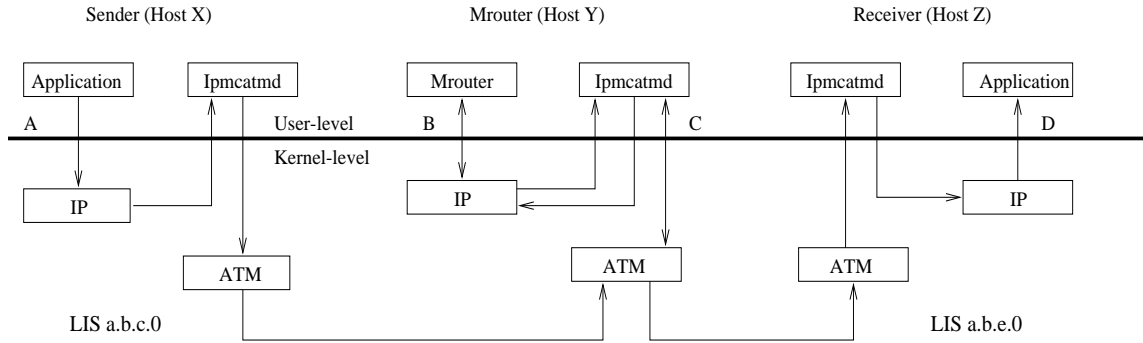 Sender (Host X)
Mrouter (Host Y)
Receiver (Host Z)
Application
Ipmcatmd
Mrouter
Ipmcatmd
Ipmcatmd
Application
A
User-level
B
C
D
Kernel-level
IP
IP
IP
ATM
ATM
ATM
LIS a.b.c.0
LIS a.b.e.0